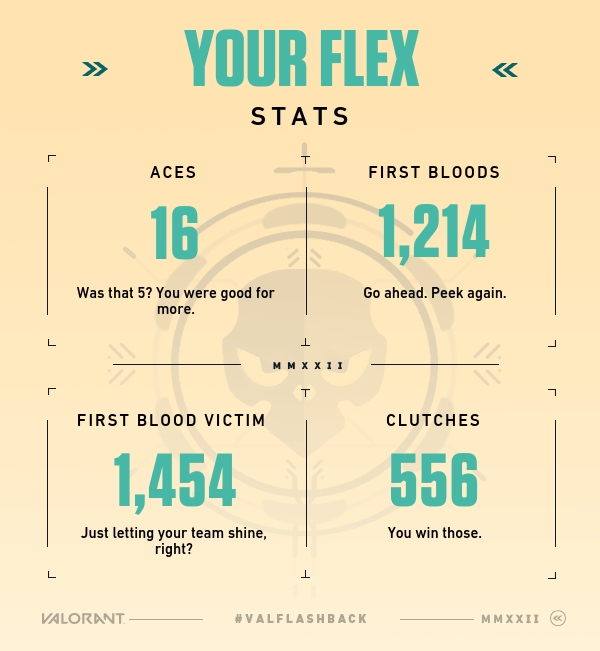 YOUR FLEX
STATS
ACES
16
Was that 5? You were good for
more.
FIRST BLOODS
1,214
Go ahead. Peek again.
MMXXII
FIRST BLOOD VICTIM
1,454
Just letting your team shine,
right?
CLUTCHES
556
You win those.
VALORANT
#VALFLASHBACK
MMXXII